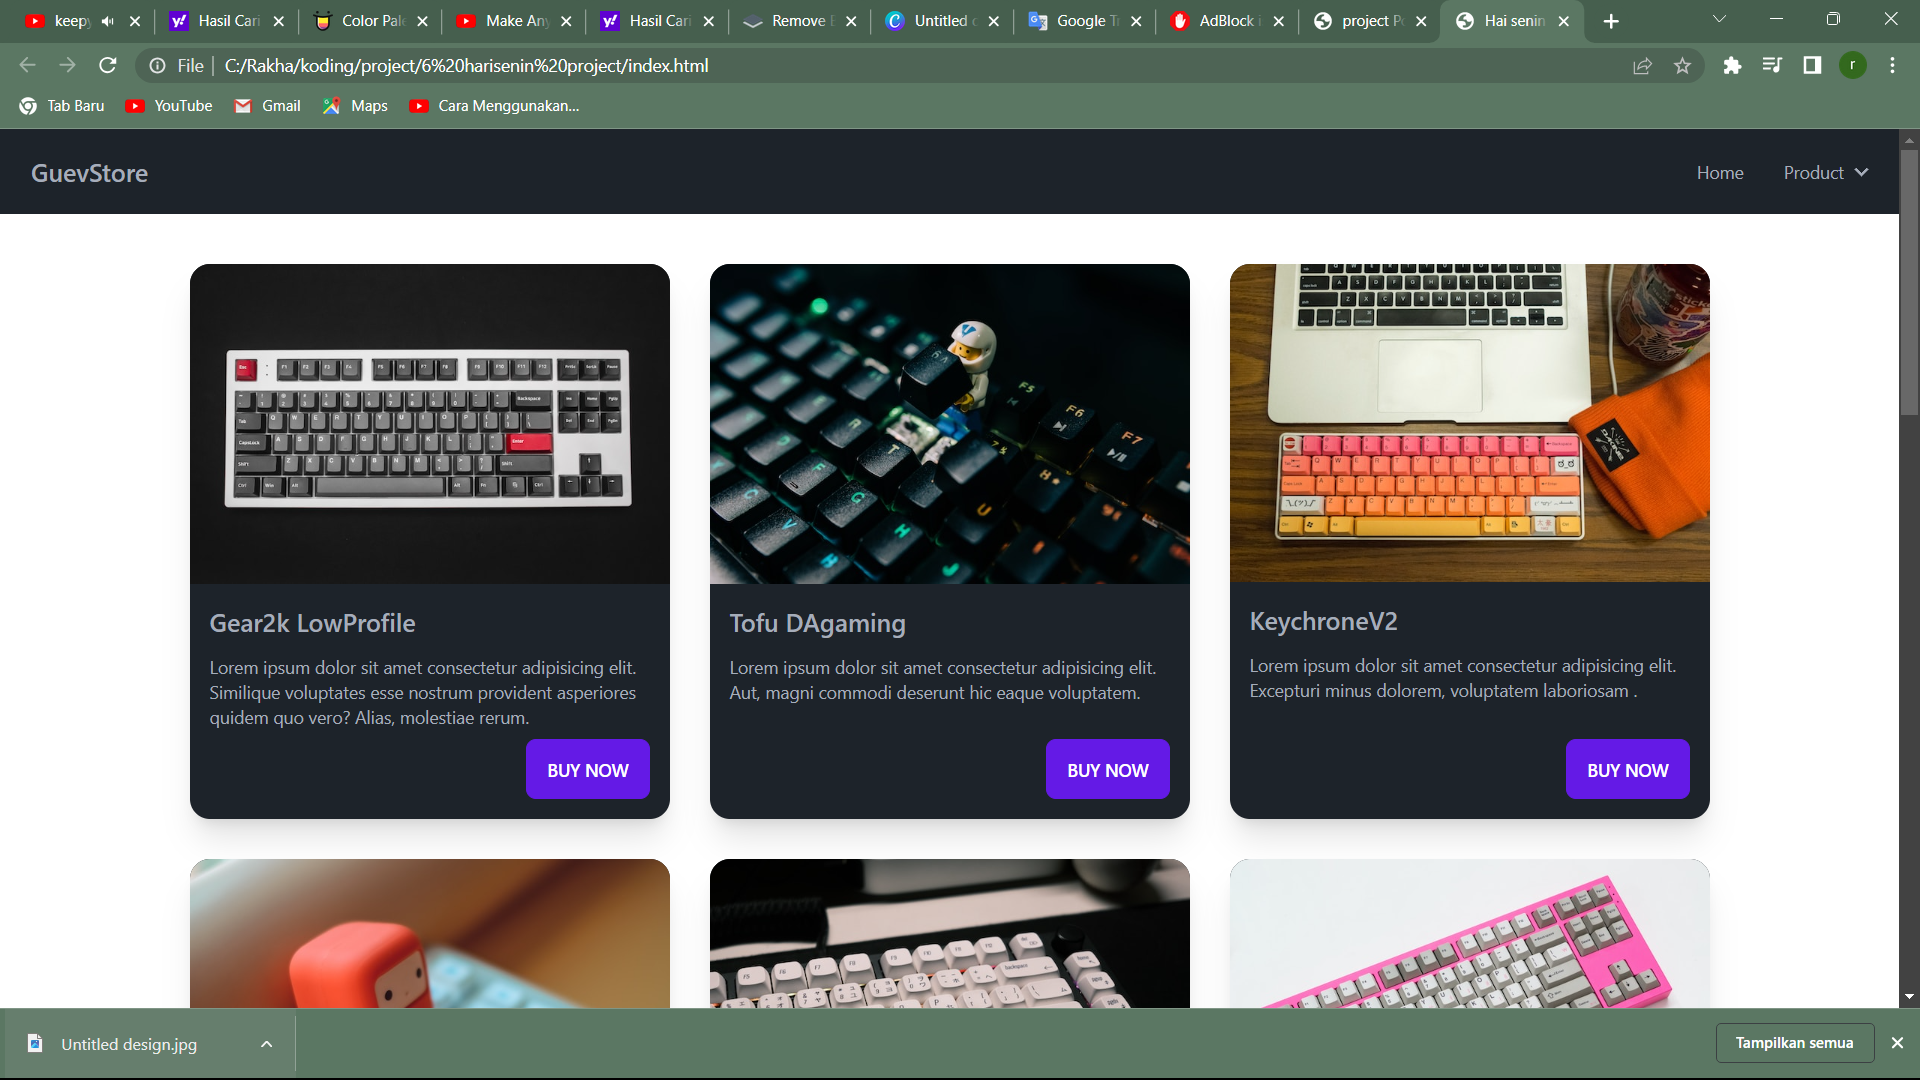 keepy
Hasil Cari
Color Pale
Make Any
Hasil Cari
Remove B
Untitled d
Google Tr
AdBlock i
project Po
Hai senin
File
C:/Rakha/koding/project/6%20harisenin%20project/index.html
r
Tab Baru
YouTube
Gmail
Maps
Cara Menggunakan...
GuevStore
Home
Product
Gear2k LowProfile
Lorem ipsum dolor sit amet consectetur adipisicing elit.
Similique voluptates esse nostrum provident asperiores
quidem quo vero? Alias, molestiae rerum.
BUY NOW
Tofu DAgaming
Lorem ipsum dolor sit amet consectetur adipisicing elit.
Aut, magni commodi deserunt hic eaque voluptatem.
BUY NOW
KeychroneV2
Lorem ipsum dolor sit amet consectetur adipisicing elit.
Excepturi minus dolorem, voluptatem laboriosam .
BUY NOW
Untitled design.jpg
Tampilkan semua